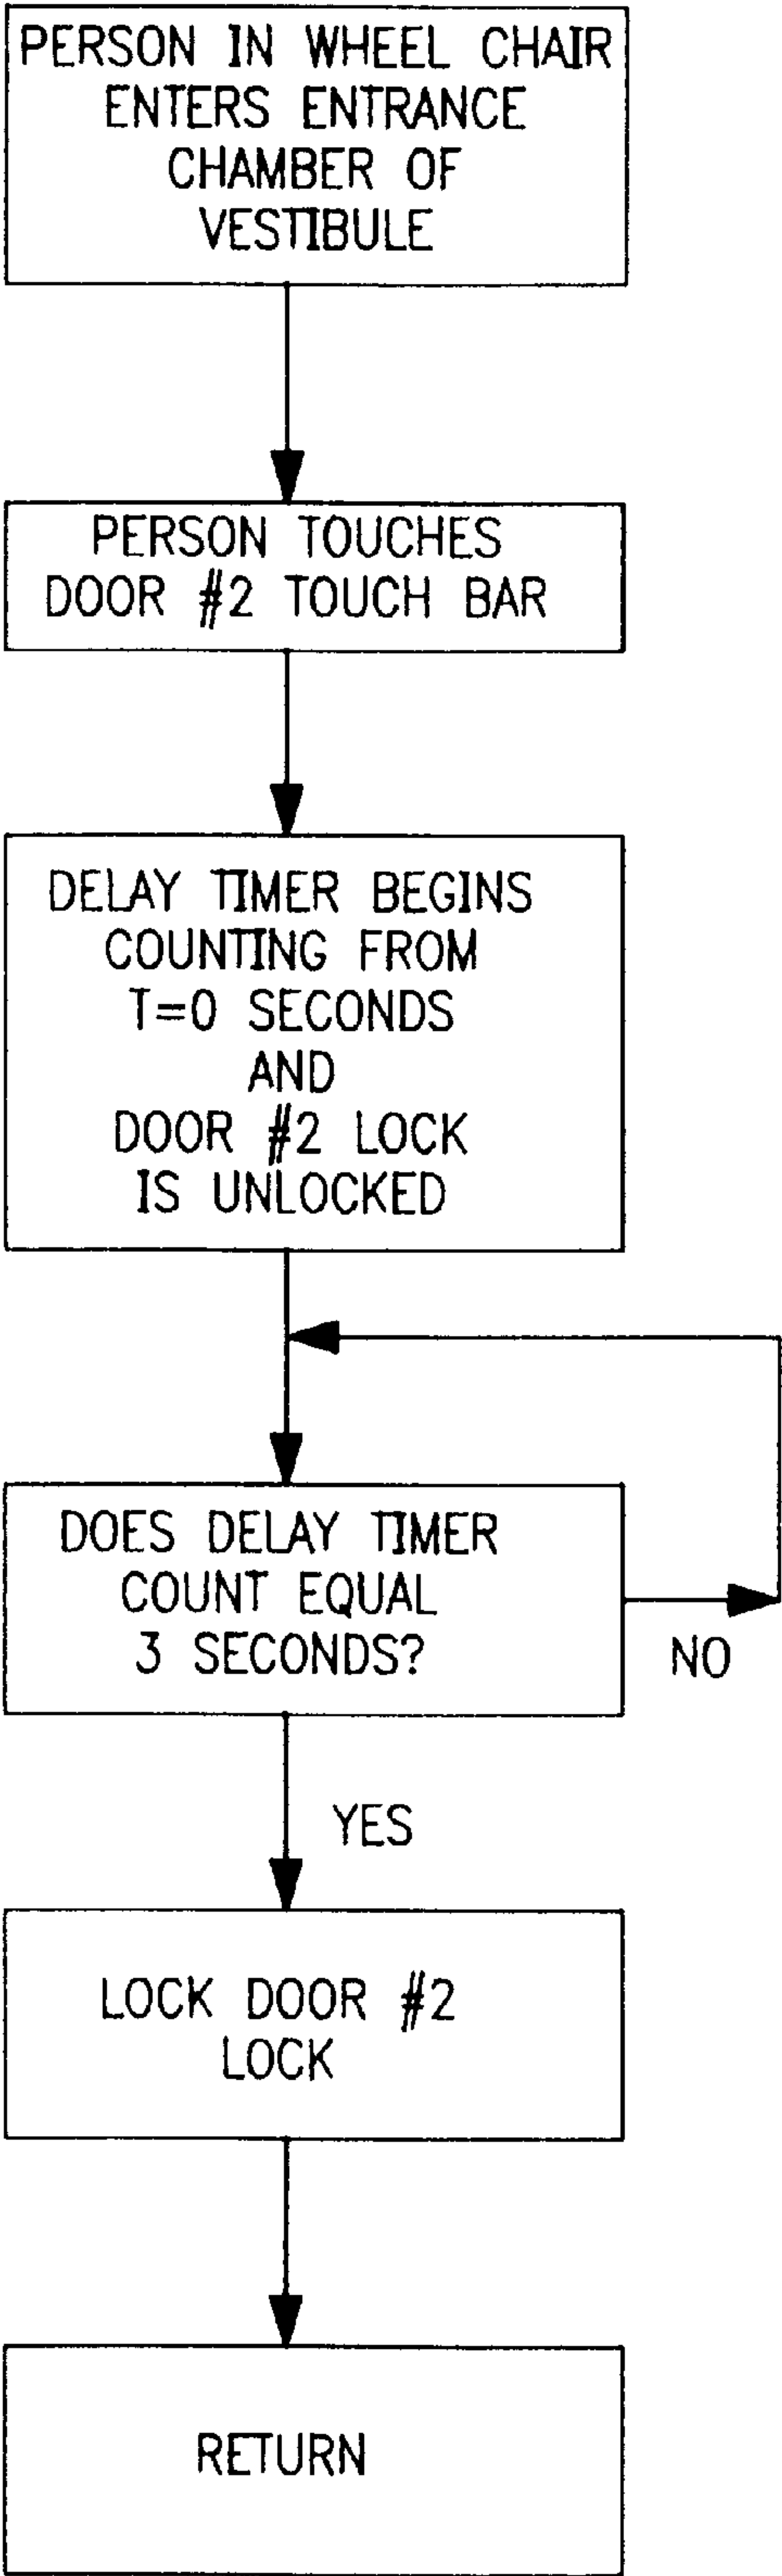 PERSON IN WHEEL CHAIR
ENTERS ENTRANCE
CHAMBER OF
VESTIBULE
PERSON TOUCHES
DOOR #2 TOUCH BAR
DELAY TIMER BEGINS
COUNTING FROM
T=0 SECONDS
AND
DOOR #2 LOCK
IS UNLOCKED
DOES DELAY TIMER
COUNT EQUAL
3 SECONDS?
NO
YES
LOCK DOOR #2
LOCK
RETURN